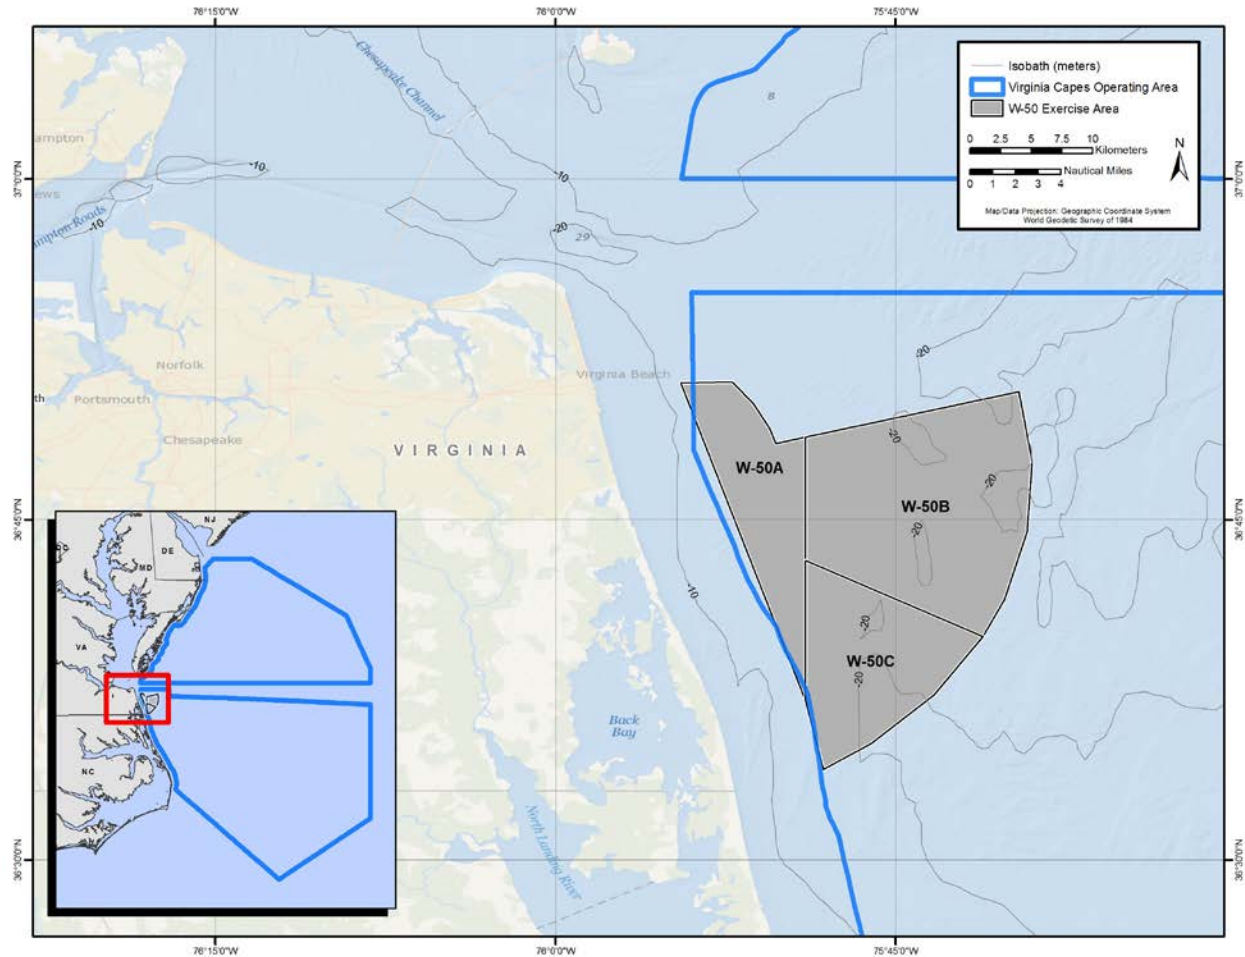 76°15'0"W
76°0'0"W
75°45'0"W
Chesapeake Channel
8
Isobath (meters)
Virginia Capes Operating Area
W-50 Exercise Area
0 2.5 5 7.5 10
Kilometers
Nautical Miles
0 1 2 3 4
N
Map/Data Projection: Geographic Coordinate System
World Geodetic Survey of 1984
ampton
-10
-10
37°0'0"N
37°0'0"N
ews
ampton Roads
-10
-20
29
-20
Norfolk
Virginia Beach
th
Portsmouth
Chesapeake
VIRGINIA
-20
W-50A
-20
W-50B
36°45'0"N
36°45'0"N
-20
-10
-20
W-50C
-20
Back
Bay
North Landing River
NJ
DE
MD
VA
NC
36°30'0"N
36°30'0"N
76°15'0"W
76°0'0"W
75°45'0"W